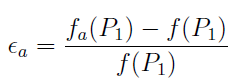 ϵₐ = (fₐ(P₁) − f(P₁)) / f(P₁)